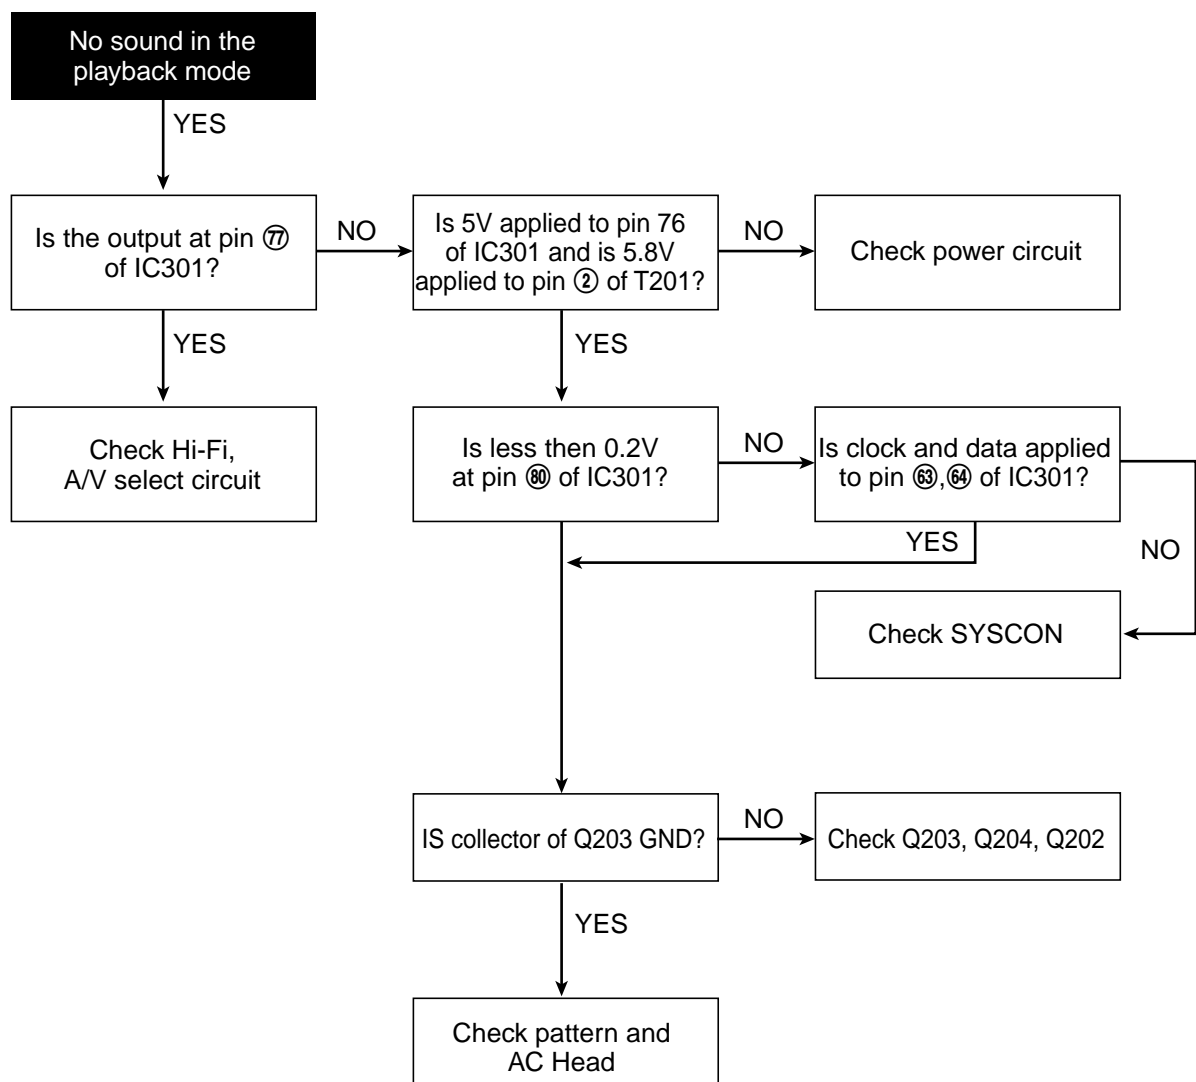 No sound in the
playback mode
YES
Is the output at pin ⑦⑦
of IC301?
NO
Is 5V applied to pin 76
of IC301 and is 5.8V
applied to pin ② of T201?
NO
Check power circuit
YES
YES
Check Hi-Fi,
A/V select circuit
Is less then 0.2V
at pin ⑧⓪ of IC301?
NO
Is clock and data applied
to pin ⑥③,⑥④ of IC301?
YES
NO
Check SYSCON
IS collector of Q203 GND?
NO
Check Q203, Q204, Q202
YES
Check pattern and
AC Head